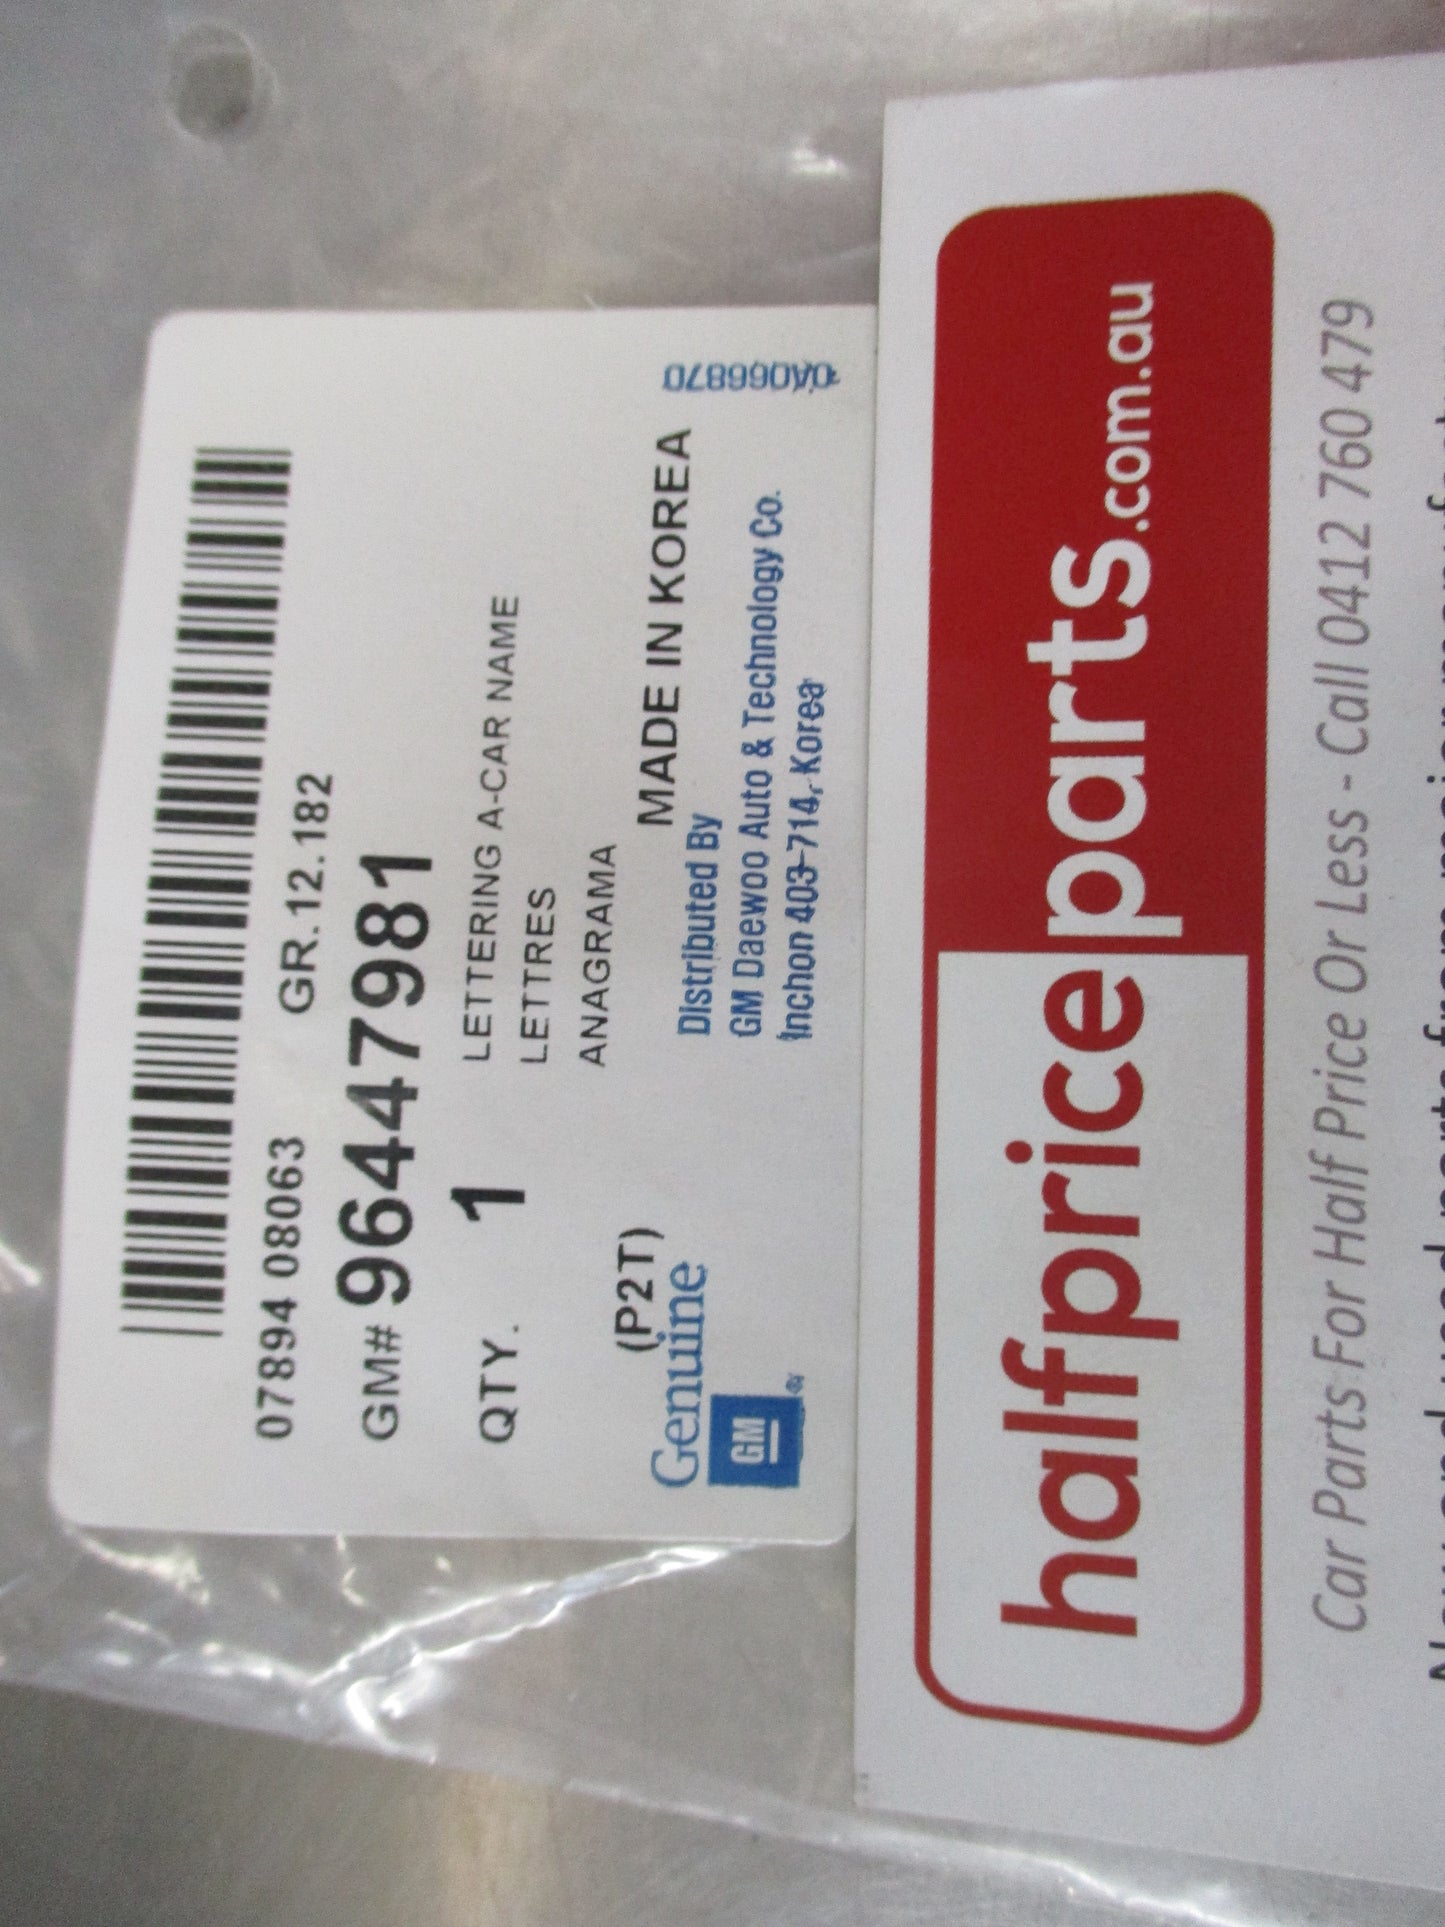 07894 08063 GR.12.182
GM# 96447981
QTY. 1 LETTERING A-CAR NAME
LETTRES
ANAGRAMA
(P2T) MADE IN KOREA
Genuine Distributed By
GM GM Daewoo Auto & Technology Co.
Inchon 403-714, Korea
0A066870
halfpriceparts.com.au
Car Parts For Half Price Or Less - Call 0412 760 479